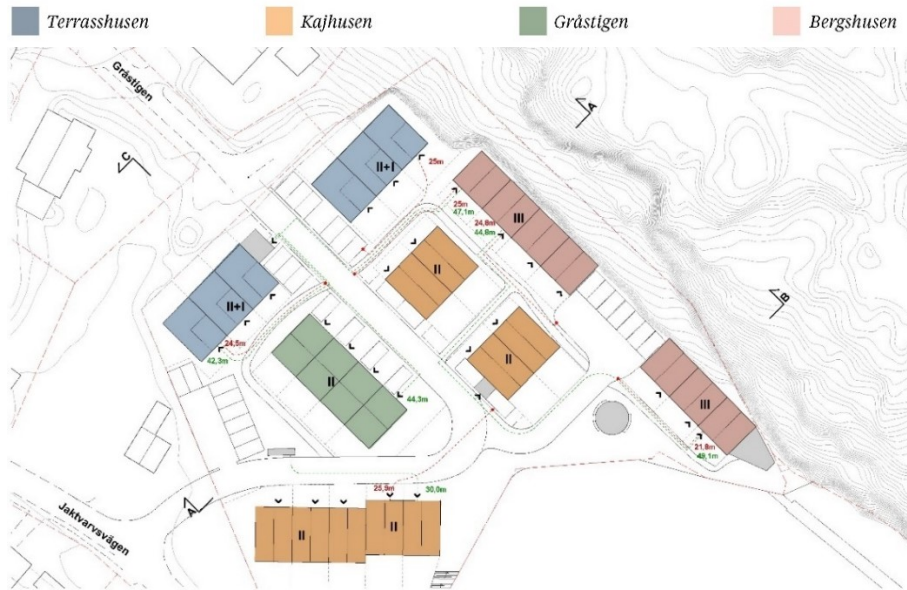 Terrasshusen
Kajhusen
Gråstigen
Bergshusen
Gråstigen
A
C
II+I
25m
III
25m
47,1m
24,8m
44,8m
II
B
II+I
24,5m
42,3m
II
II
44,3m
III
21,8m
49,1m
A
25,9m
30,0m
II
II
Jaktvarvsvägen